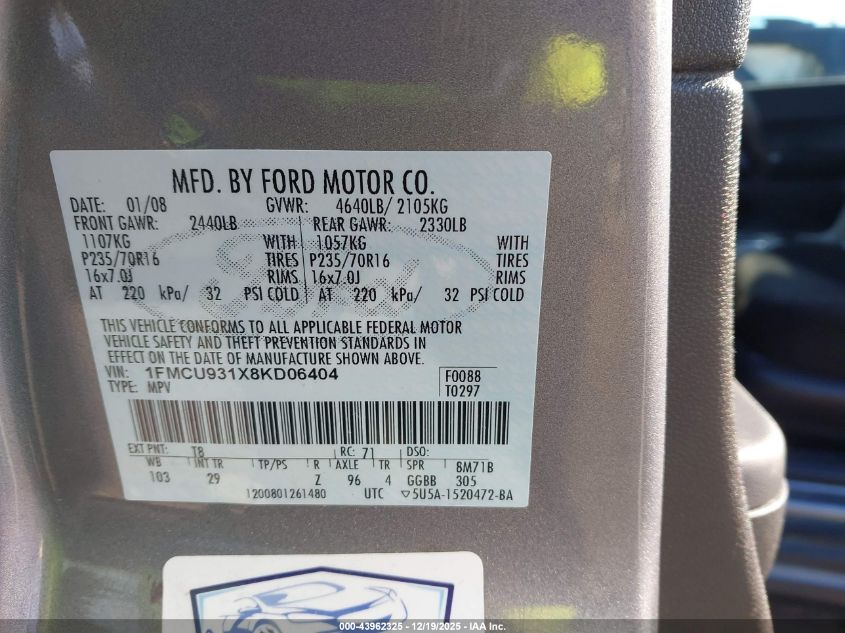 MFD. BY FORD MOTOR CO.
DATE: 01/08 GVWR: 4640LB/ 2105KG
FRONT GAWR: 2440LB REAR GAWR: 2330LB
1107KG WITH 1057KG WITH
P235/70R16 TIRES P235/70R16 TIRES
16x7.0J RIMS 16x7.0J RIMS
AT 220 kPa/ 32 PSI COLD AT 220 kPa/ 32 PSI COLD
THIS VEHICLE CONFORMS TO ALL APPLICABLE FEDERAL MOTOR
VEHICLE SAFETY AND THEFT PREVENTION STANDARDS IN
EFFECT ON THE DATE OF MANUFACTURE SHOWN ABOVE.
VIN: 1FMCU931X8KD06404 F0088
TYPE: MPV T0297
EXT PNT: T8 RC: 71 DSO:
WB INT TR TP/PS R AXLE TR SPR 8M71B
103 29 Z 96 4 GGBB 305
1200801261480 UTC ▽5U5A-1520472-BA
000-43962325 - 12/19/2025 - IAA Inc.